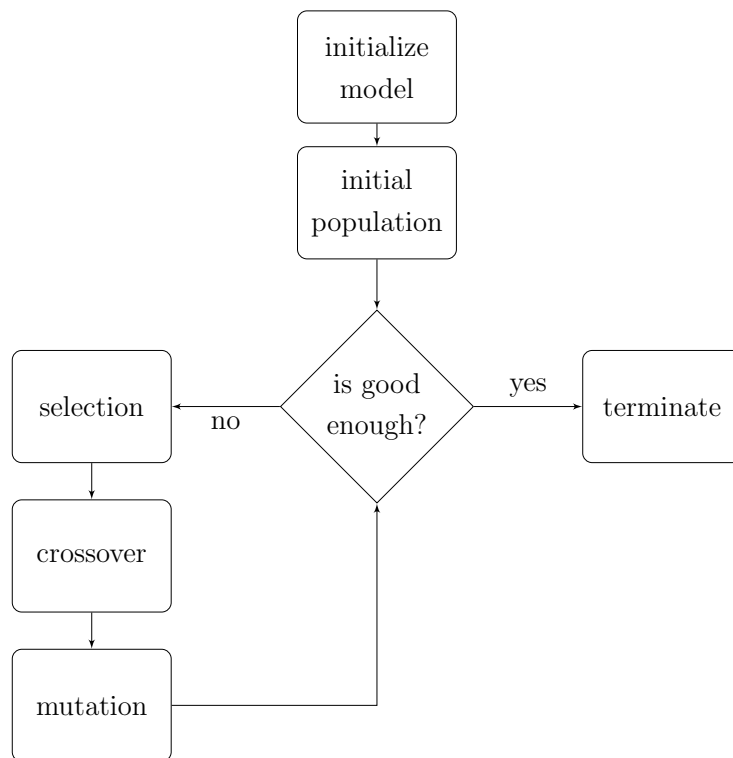 initialize
model
initial
population
is good
enough?
yes
terminate
no
selection
crossover
mutation